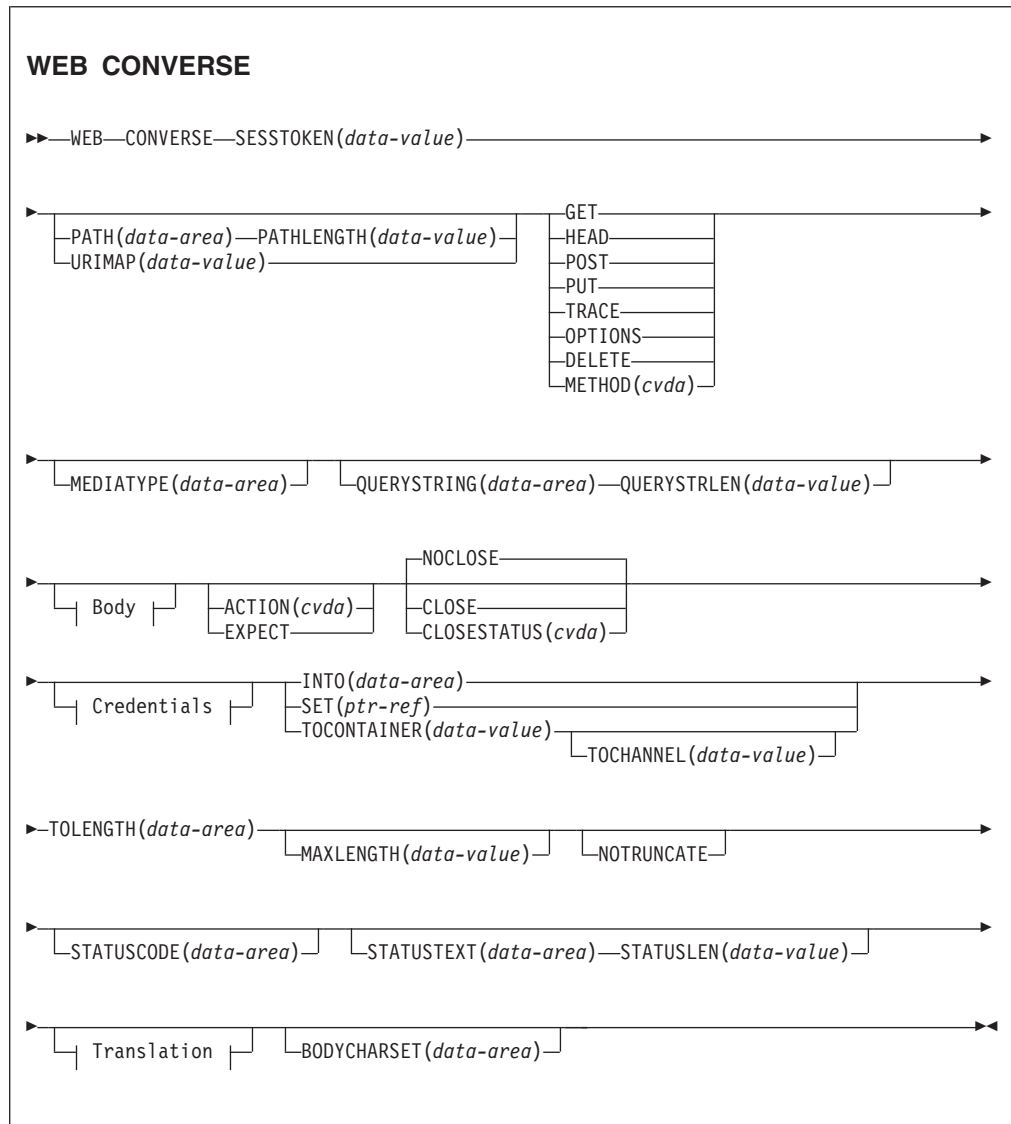 WEB CONVERSE
WEB CONVERSE SESSTOKEN(data-value)
GET
PATH(data-area) PATHLENGTH(data-value) HEAD
URIMAP(data-value) POST
PUT
TRACE
OPTIONS
DELETE
METHOD(cvda)
MEDIATYPE(data-area) QUERYSTRING(data-area) QUERYSTRLEN(data-value)
NOCLOSE
Body ACTION(cvda) CLOSE
EXPECT CLOSESTATUS(cvda)
INTO(data-area)
Credentials SET(ptr-ref)
TOCONTAINER(data-value)
TOCHANNEL(data-value)
TOLENGTH(data-area)
MAXLENGTH(data-value) NOTRUNCATE
STATUSCODE(data-area) STATUSTEXT(data-area) STATUSLEN(data-value)
Translation BODYCHARSET(data-area)